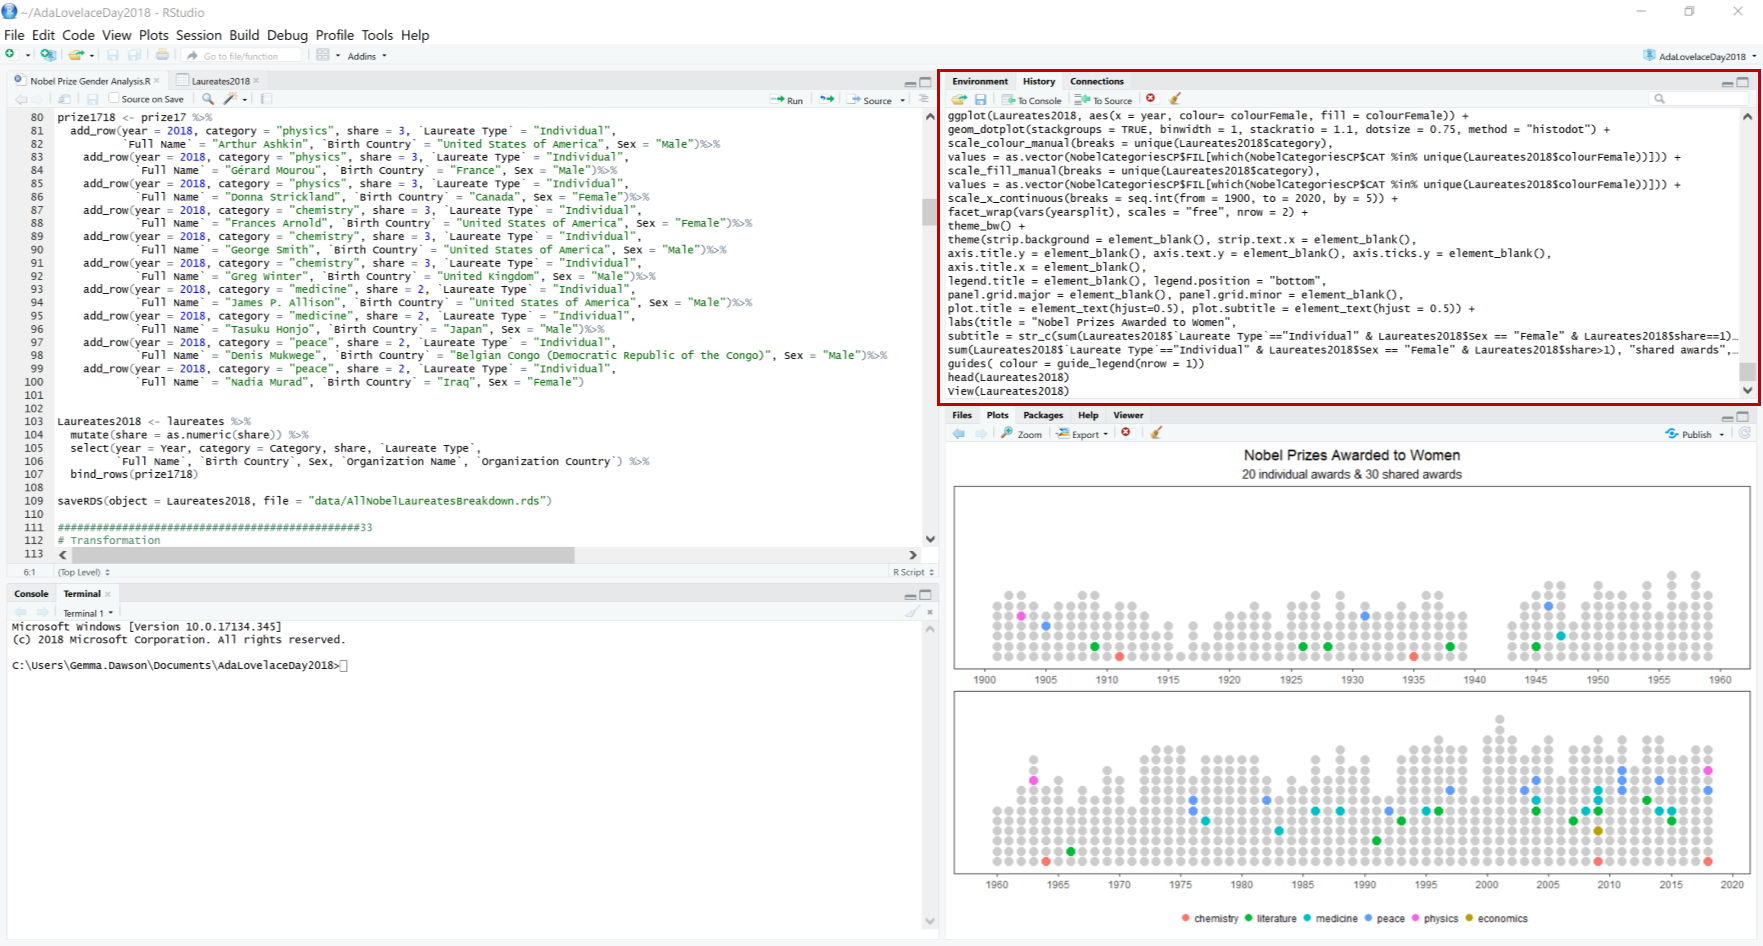 ~/AdaLovelaceDay2018 - RStudio
File Edit Code View Plots Session Build Debug Profile Tools Help
Go to file/function Addins AdaLovelaceDay2018
Nobel Prize Gender Analysis.R Laureates2018
Source on Save Run Source
80 prize1718 <- prize17 %>%
81 add_row(year = 2018, category = "physics", share = 3, `Laureate Type` = "Individual",
82 `Full Name` = "Arthur Ashkin", `Birth Country` = "United States of America", Sex = "Male")%>%
83 add_row(year = 2018, category = "physics", share = 3, `Laureate Type` = "Individual",
84 `Full Name` = "Gérard Mourou", `Birth Country` = "France", Sex = "Male")%>%
85 add_row(year = 2018, category = "physics", share = 3, `Laureate Type` = "Individual",
86 `Full Name` = "Donna Strickland", `Birth Country` = "Canada", Sex = "Female")%>%
87 add_row(year = 2018, category = "chemistry", share = 3, `Laureate Type` = "Individual",
88 `Full Name` = "Frances Arnold", `Birth Country` = "United States of America", Sex = "Female")%>%
89 add_row(year = 2018, category = "chemistry", share = 3, `Laureate Type` = "Individual",
90 `Full Name` = "George Smith", `Birth Country` = "United States of America", Sex = "Male")%>%
91 add_row(year = 2018, category = "chemistry", share = 3, `Laureate Type` = "Individual",
92 `Full Name` = "Greg Winter", `Birth Country` = "United Kingdom", Sex = "Male")%>%
93 add_row(year = 2018, category = "medicine", share = 2, `Laureate Type` = "Individual",
94 `Full Name` = "James P. Allison", `Birth Country` = "United States of America", Sex = "Male")%>%
95 add_row(year = 2018, category = "medicine", share = 2, `Laureate Type` = "Individual",
96 `Full Name` = "Tasuku Honjo", `Birth Country` = "Japan", Sex = "Male")%>%
97 add_row(year = 2018, category = "peace", share = 2, `Laureate Type` = "Individual",
98 `Full Name` = "Denis Mukwege", `Birth Country` = "Belgian Congo (Democratic Republic of the Congo)", Sex = "Male")%>%
99 add_row(year = 2018, category = "peace", share = 2, `Laureate Type` = "Individual",
100 `Full Name` = "Nadia Murad", `Birth Country` = "Iraq", Sex = "Female")
101
102
103 Laureates2018 <- laureates %>%
104 mutate(share = as.numeric(share)) %>%
105 select(year = Year, category = Category, share, `Laureate Type`,
106 `Full Name`, `Birth Country`, Sex, `Organization Name`, `Organization Country`) %>%
107 bind_rows(prize1718)
108
109 saveRDS(object = Laureates2018, file = "data/AllNobelLaureatesBreakdown.rds")
110
111 ###############################################33
112 # Transformation
113
6:1 (Top Level) R Script
Console Terminal
Terminal 1
Microsoft Windows [Version 10.0.17134.345]
(c) 2018 Microsoft Corporation. All rights reserved.
C:\Users\Gemma.Dawson\Documents\AdaLovelaceDay2018>
Environment History Connections
To Console To Source
ggplot(Laureates2018, aes(x = year, colour= colourFemale, fill = colourFemale)) +
geom_dotplot(stackgroups = TRUE, binwidth = 1, stackratio = 1.1, dotsize = 0.75, method = "histodot") +
scale_colour_manual(breaks = unique(Laureates2018$category),
values = as.vector(NobelCategoriesCP$FIL[which(NobelCategoriesCP$CAT %in% unique(Laureates2018$colourFemale))])) +
scale_fill_manual(breaks = unique(Laureates2018$category),
values = as.vector(NobelCategoriesCP$FIL[which(NobelCategoriesCP$CAT %in% unique(Laureates2018$colourFemale))])) +
scale_x_continuous(breaks = seq.int(from = 1900, to = 2020, by = 5)) +
facet_wrap(vars(yearsplit), scales = "free", nrow = 2) +
theme_bw() +
theme(strip.background = element_blank(), strip.text.x = element_blank(),
axis.title.y = element_blank(), axis.text.y = element_blank(), axis.ticks.y = element_blank(),
axis.title.x = element_blank(),
legend.title = element_blank(), legend.position = "bottom",
panel.grid.major = element_blank(), panel.grid.minor = element_blank(),
plot.title = element_text(hjust=0.5), plot.subtitle = element_text(hjust = 0.5)) +
labs(title = "Nobel Prizes Awarded to Women",
subtitle = str_c(sum(Laureates2018$`Laureate Type`=="Individual" & Laureates2018$Sex == "Female" & Laureates2018$share==1)…
sum(Laureates2018$`Laureate Type`=="Individual" & Laureates2018$Sex == "Female" & Laureates2018$share>1), "shared awards",…
guides( colour = guide_legend(nrow = 1))
head(Laureates2018)
View(Laureates2018)
Files Plots Packages Help Viewer
Zoom Export Publish
Nobel Prizes Awarded to Women
20 individual awards & 30 shared awards
1900 1905 1910 1915 1920 1925 1930 1935 1940 1945 1950 1955 1960
1960 1965 1970 1975 1980 1985 1990 1995 2000 2005 2010 2015 2020
chemistry literature medicine peace physics economics